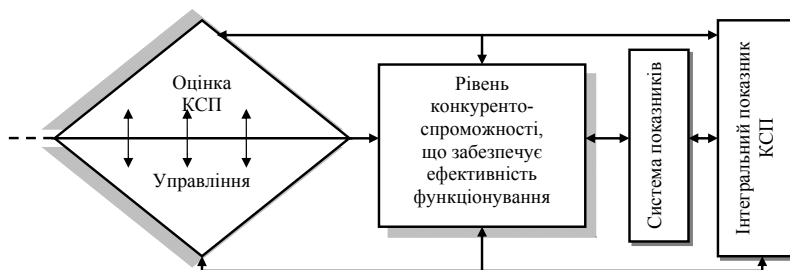 Оцінка
КСП
Управління
Рівень
конкуренто-
спроможності,
що забезпечує
ефективність
функціонування
Система показників
Інтегральний показник
КСП